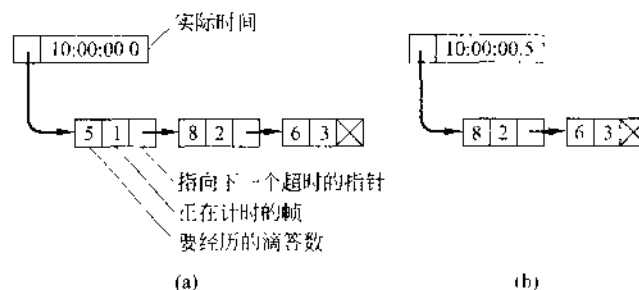 实际时间
10:00:00 0
10:00:00.5
5 1
8 2
6 3
8 2
6 3
指向下一个超时的指针
正在计时的帧
要经历的滴答数
(a)
(b)